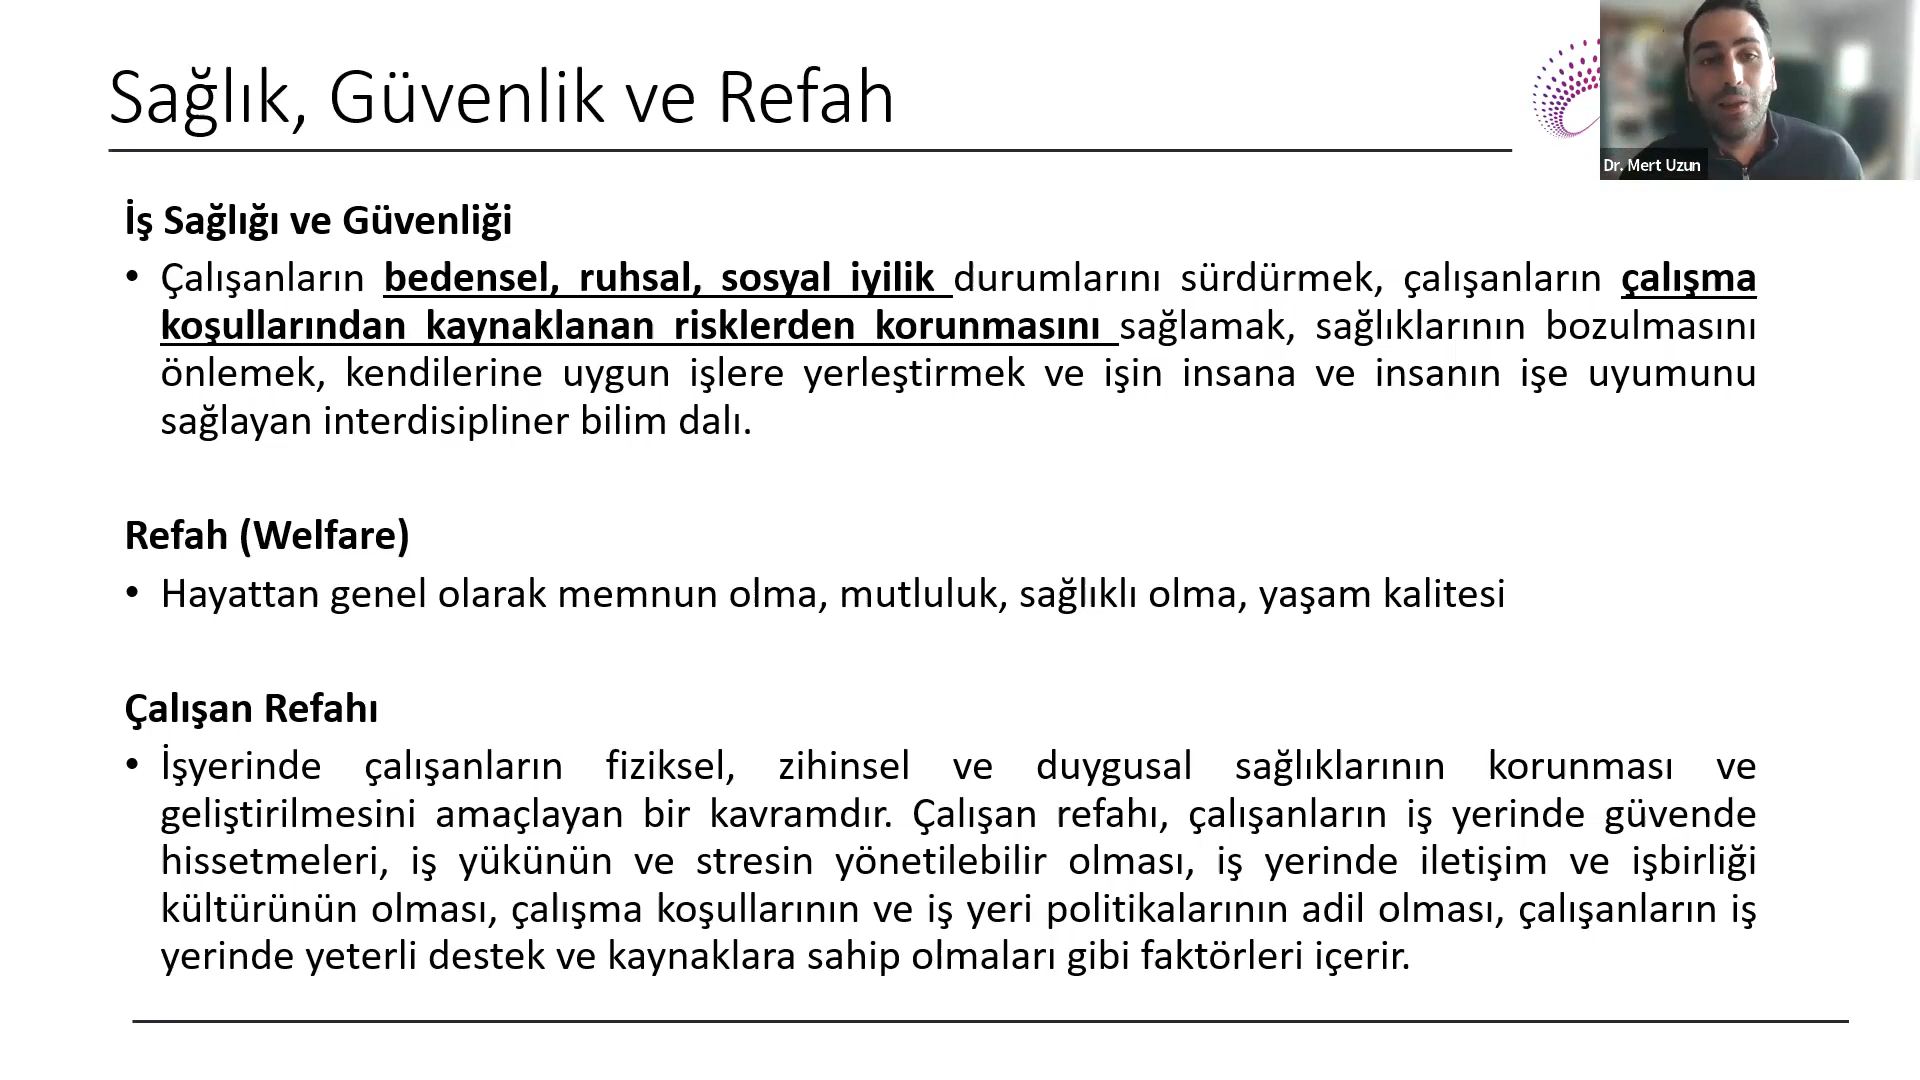 Sağlık, Güvenlik ve Refah
Dr. Mert Uzun
İş Sağlığı ve Güvenliği
• Çalışanların bedensel, ruhsal, sosyal iyilik durumlarını sürdürmek, çalışanların çalışma
koşullarından kaynaklanan risklerden korunmasını sağlamak, sağlıklarının bozulmasını
önlemek, kendilerine uygun işlere yerleştirmek ve işin insana ve insanın işe uyumunu
sağlayan interdisipliner bilim dalı.
Refah (Welfare)
• Hayattan genel olarak memnun olma, mutluluk, sağlıklı olma, yaşam kalitesi
Çalışan Refahı
• İşyerinde çalışanların fiziksel, zihinsel ve duygusal sağlıklarının korunması ve
geliştirilmesini amaçlayan bir kavramdır. Çalışan refahı, çalışanların iş yerinde güvende
hissetmeleri, iş yükünün ve stresin yönetilebilir olması, iş yerinde iletişim ve işbirliği
kültürünün olması, çalışma koşullarının ve iş yeri politikalarının adil olması, çalışanların iş
yerinde yeterli destek ve kaynaklara sahip olmaları gibi faktörleri içerir.